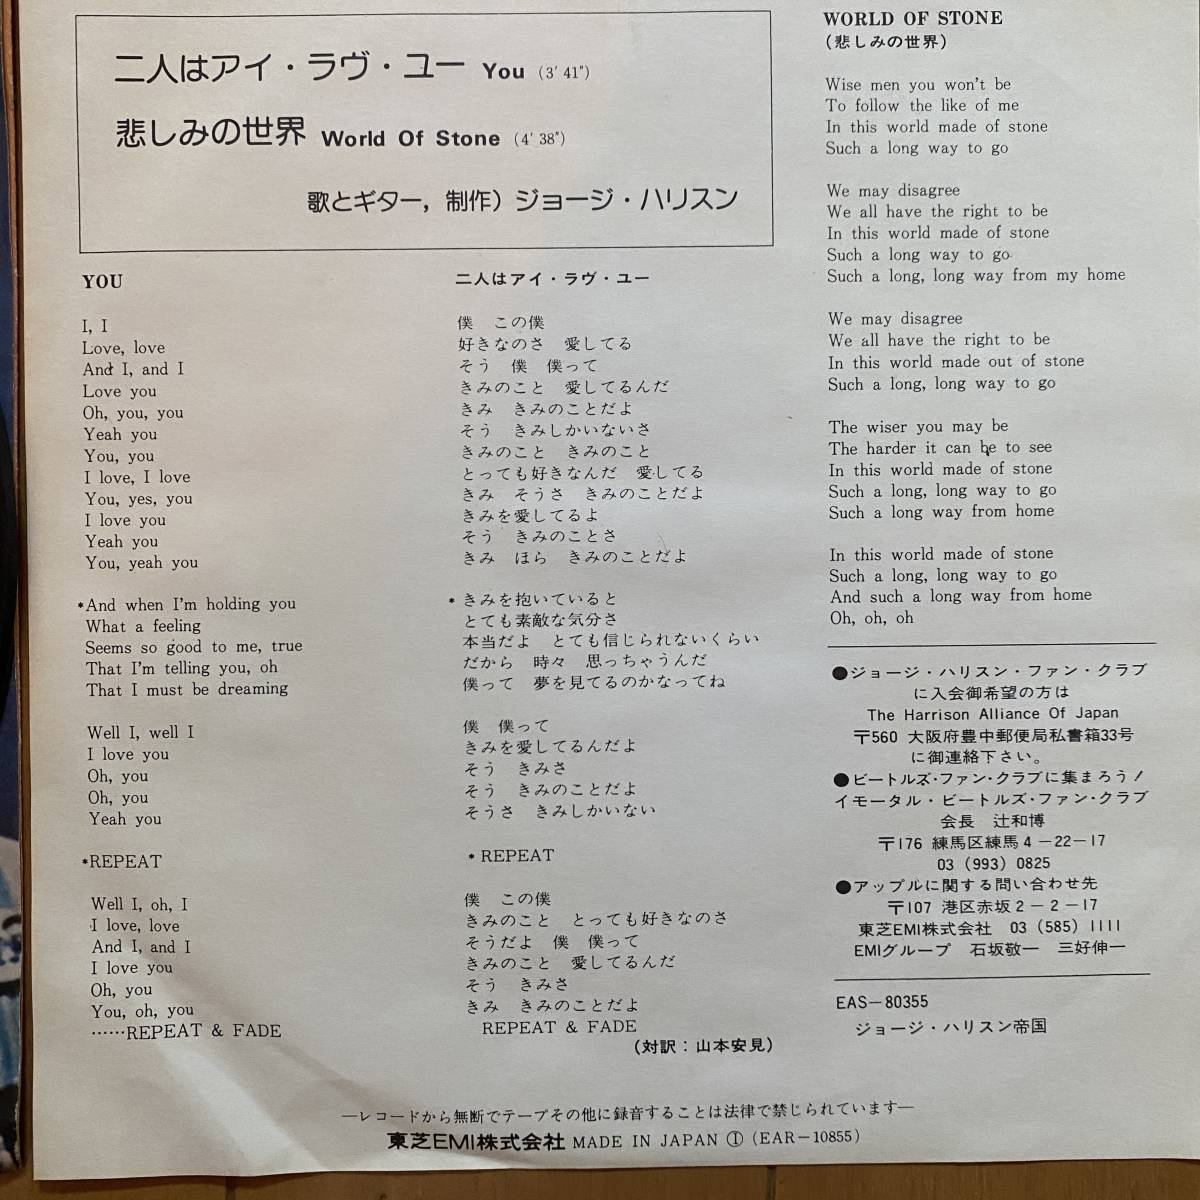 二人はアイ・ラヴ・ユー You (3′41″)
悲しみの世界 World Of Stone (4′38″)
歌とギター，制作）ジョージ・ハリスン
YOU
I, I
Love, love
And I, and I
Love you
Oh, you, you
Yeah you
You, you
I love, I love
You, yes, you
I love you
Yeah you
You, yeah you
*And when I'm holding you
What a feeling
Seems so good to me, true
That I'm telling you, oh
That I must be dreaming
Well I, well I
I love you
Oh, you
Oh, you
Yeah you
*REPEAT
Well I, oh, I
I love, love
And I, and I
I love you
Oh, you
You, oh, you
……REPEAT & FADE
二人はアイ・ラヴ・ユー
僕　この僕
好きなのさ　愛してる
そう　僕　僕って
きみのこと　愛してるんだ
きみ　きみのことだよ
そう　きみしかいないさ
きみのこと　きみのこと
とっても好きなんだ　愛してる
きみ　そうさ　きみのことだよ
きみを愛してるよ
そう　きみのことさ
きみ　ほら　きみのことだよ
* きみを抱いていると
とても素敵な気分さ
本当だよ　とても信じられないくらい
だから　時々　思っちゃうんだ
僕って　夢を見てるのかなってね
僕　僕って
きみを愛してるんだよ
そう　きみさ
そう　きみのことだよ
そうさ　きみしかいない
* REPEAT
僕　この僕
きみのこと　とっても好きなのさ
そうだよ　僕　僕って
きみのこと　愛してるんだ
そう　きみさ
きみ　きみのことだよ
REPEAT & FADE
(対訳：山本安見)
WORLD OF STONE
(悲しみの世界)
Wise men you won't be
To follow the like of me
In this world made of stone
Such a long way to go
We may disagree
We all have the right to be
In this world made of stone
Such a long way to go
Such a long, long way from my home
We may disagree
We all have the right to be
In this world made out of stone
Such a long, long way to go
The wiser you may be
The harder it can be to see
In this world made of stone
Such a long, long way to go
Such a long way from home
In this world made of stone
Such a long, long way to go
And such a long way from home
Oh, oh, oh
●ジョージ・ハリスン・ファン・クラブ
に入会御希望の方は
The Harrison Alliance Of Japan
〒560 大阪府豊中郵便局私書箱33号
に御連絡下さい。
●ビートルズ・ファン・クラブに集まろう！
イモータル・ビートルズ・ファン・クラブ
会長　辻和博
〒176 練馬区練馬4－22－17
03 (993) 0825
●アップルに関する問い合わせ先
〒107 港区赤坂2－2－17
東芝EMI株式会社　03 (585) 1111
EMIグループ　石坂敬一　三好伸一
EAS－80355
ジョージ・ハリスン帝国
―レコードから無断でテープその他に録音することは法律で禁じられています―
東芝EMI株式会社 MADE IN JAPAN Ⓘ (EAR－10855)